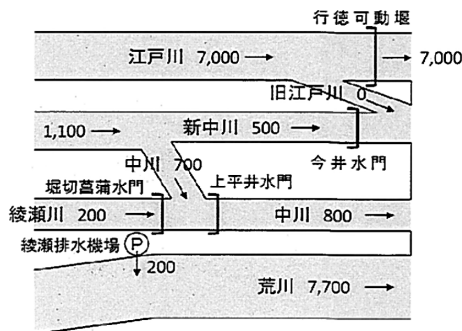 行徳可動堰
江戸川 7,000
7,000
旧江戸川 0
1,100 新中川 500
今井水門
中川 700
堀切菖蒲水門 上平井水門
綾瀬川 200 中川 800
綾瀬排水機場 P
200
荒川 7,700